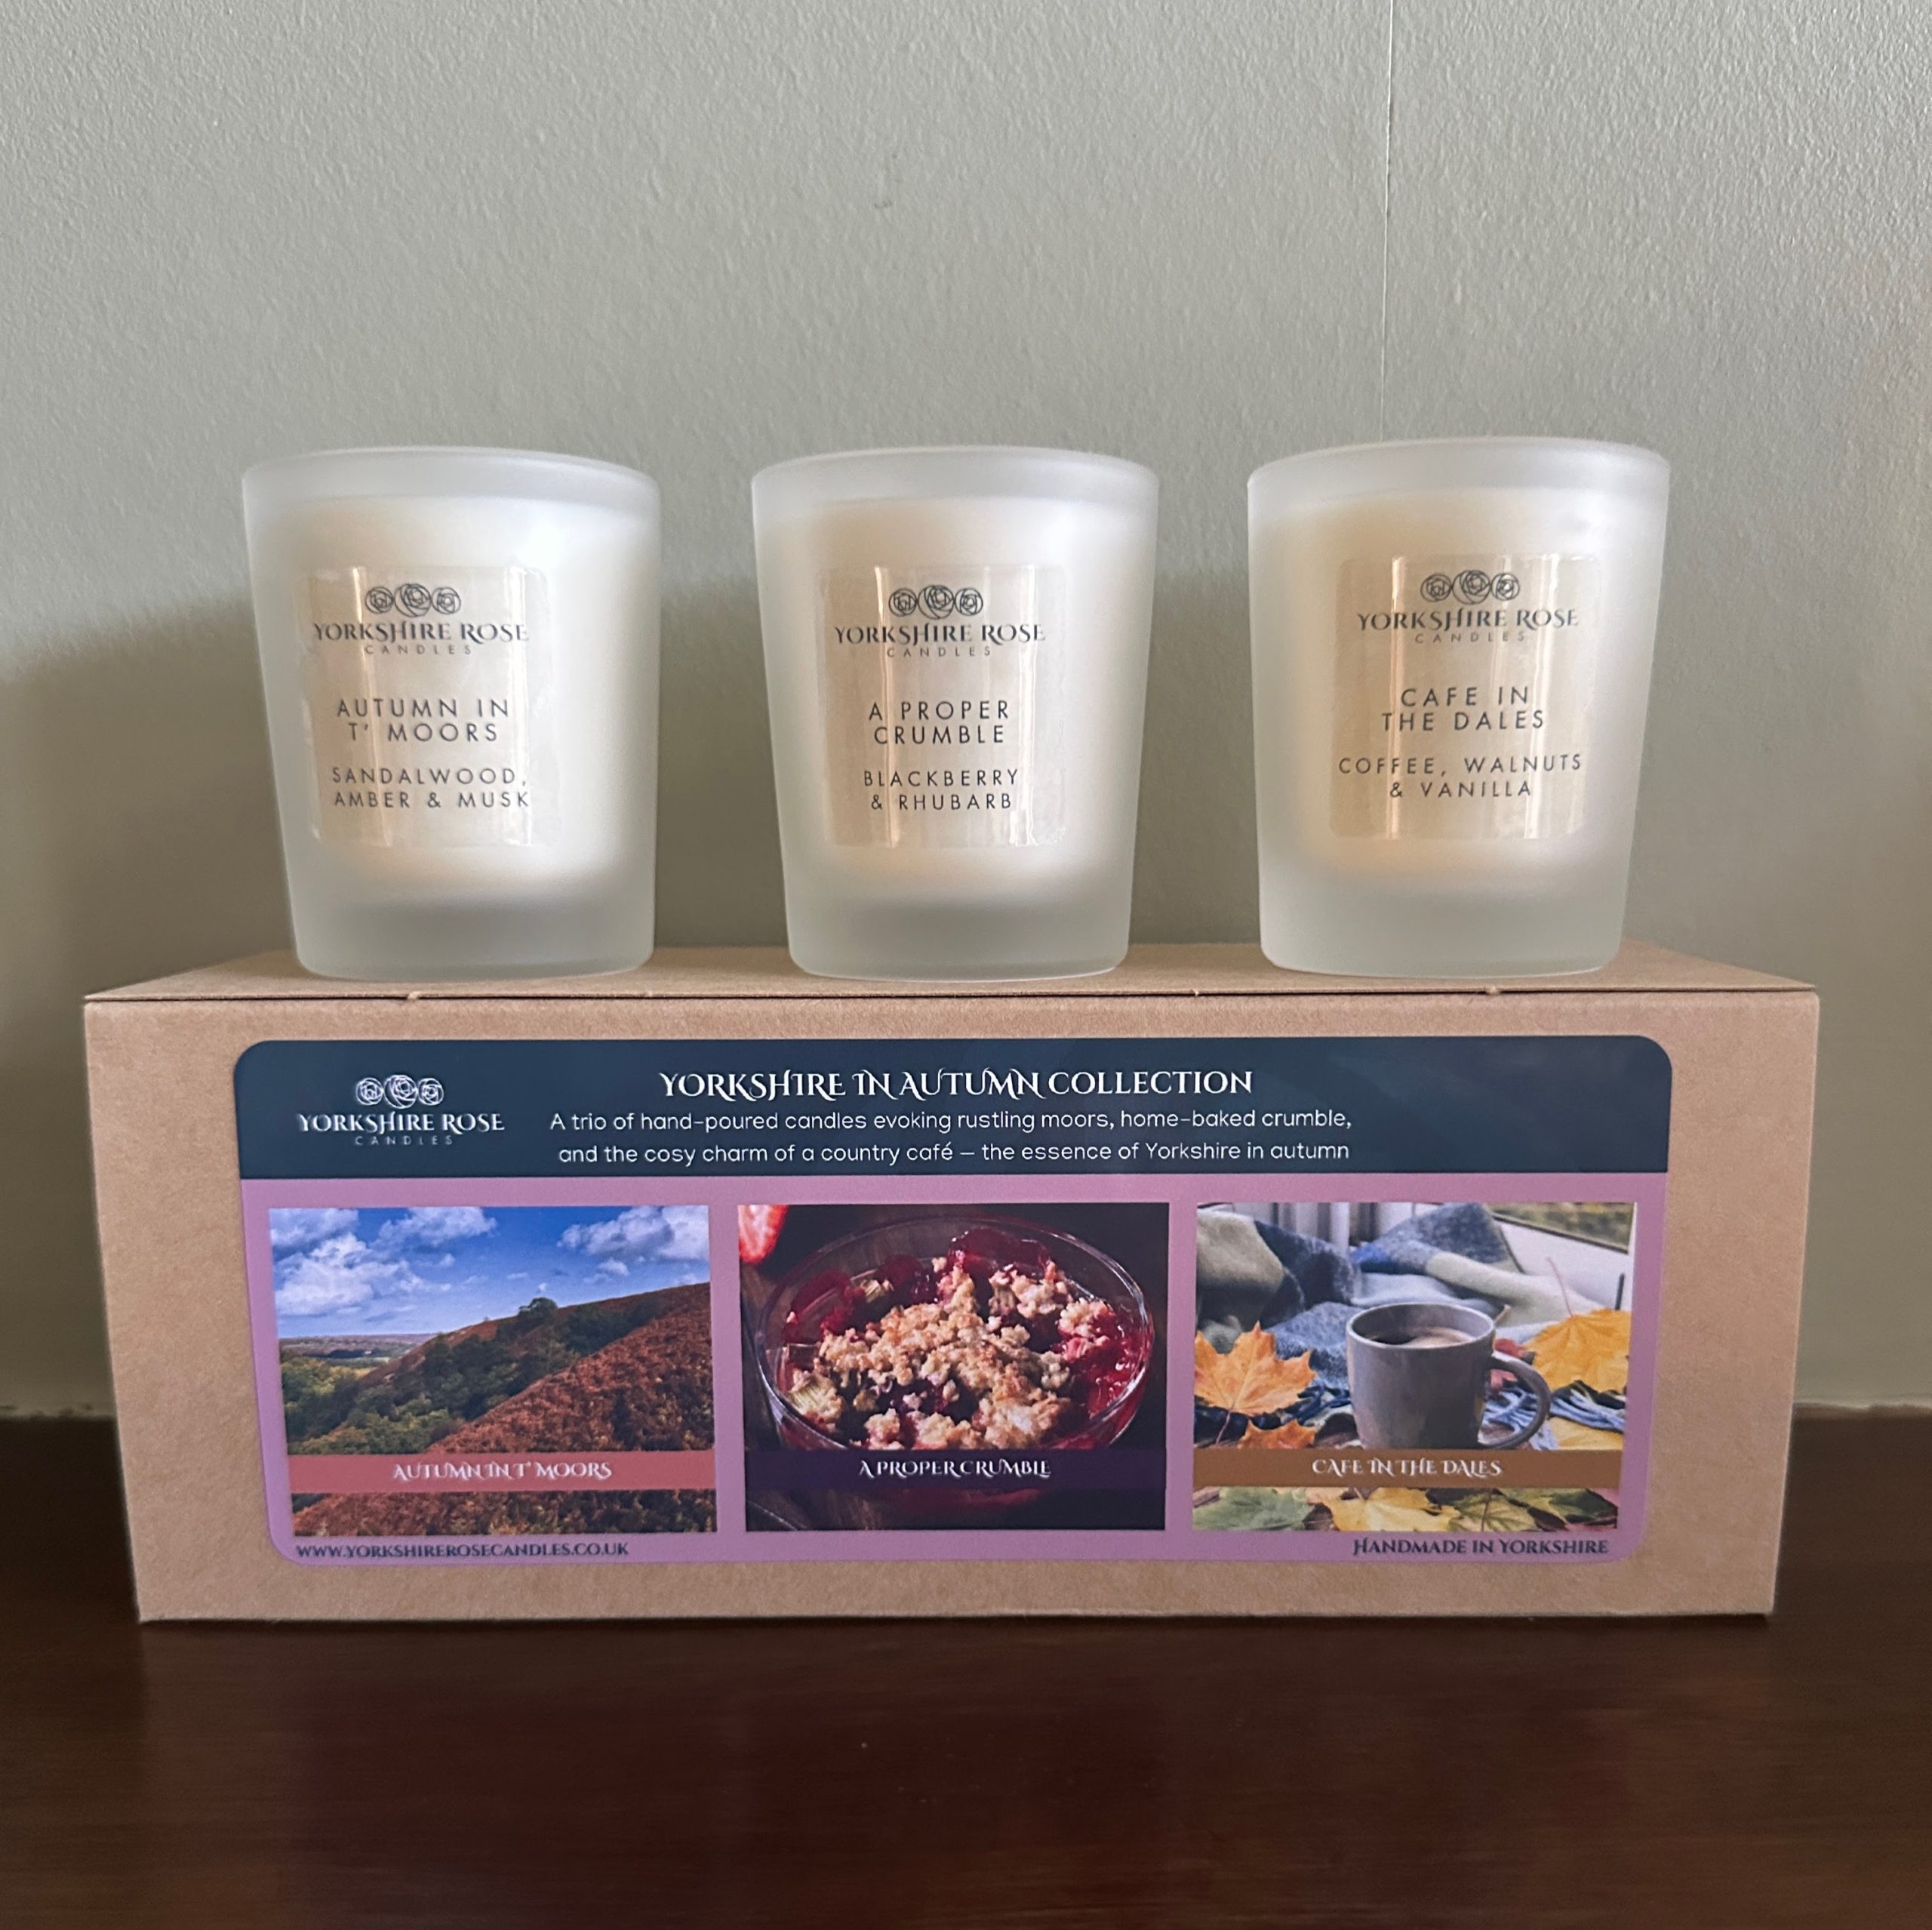 YORKSHIRE ROSE
CANDLES
AUTUMN IN
T' MOORS
SANDALWOOD,
AMBER & MUSK
YORKSHIRE ROSE
CANDLES
A PROPER
CRUMBLE
BLACKBERRY
& RHUBARB
YORKSHIRE ROSE
CANDLES
CAFE IN
THE DALES
COFFEE, WALNUTS
& VANILLA
YORKSHIRE ROSE
CANDLES
YORKSHIRE IN AUTUMN COLLECTION
A trio of hand-poured candles evoking rustling moors, home-baked crumble,
and the cosy charm of a country café – the essence of Yorkshire in autumn
AUTUMN IN T' MOORS
A PROPER CRUMBLE
CAFE IN THE DALES
WWW.YORKSHIREROSECANDLES.CO.UK
HANDMADE IN YORKSHIRE